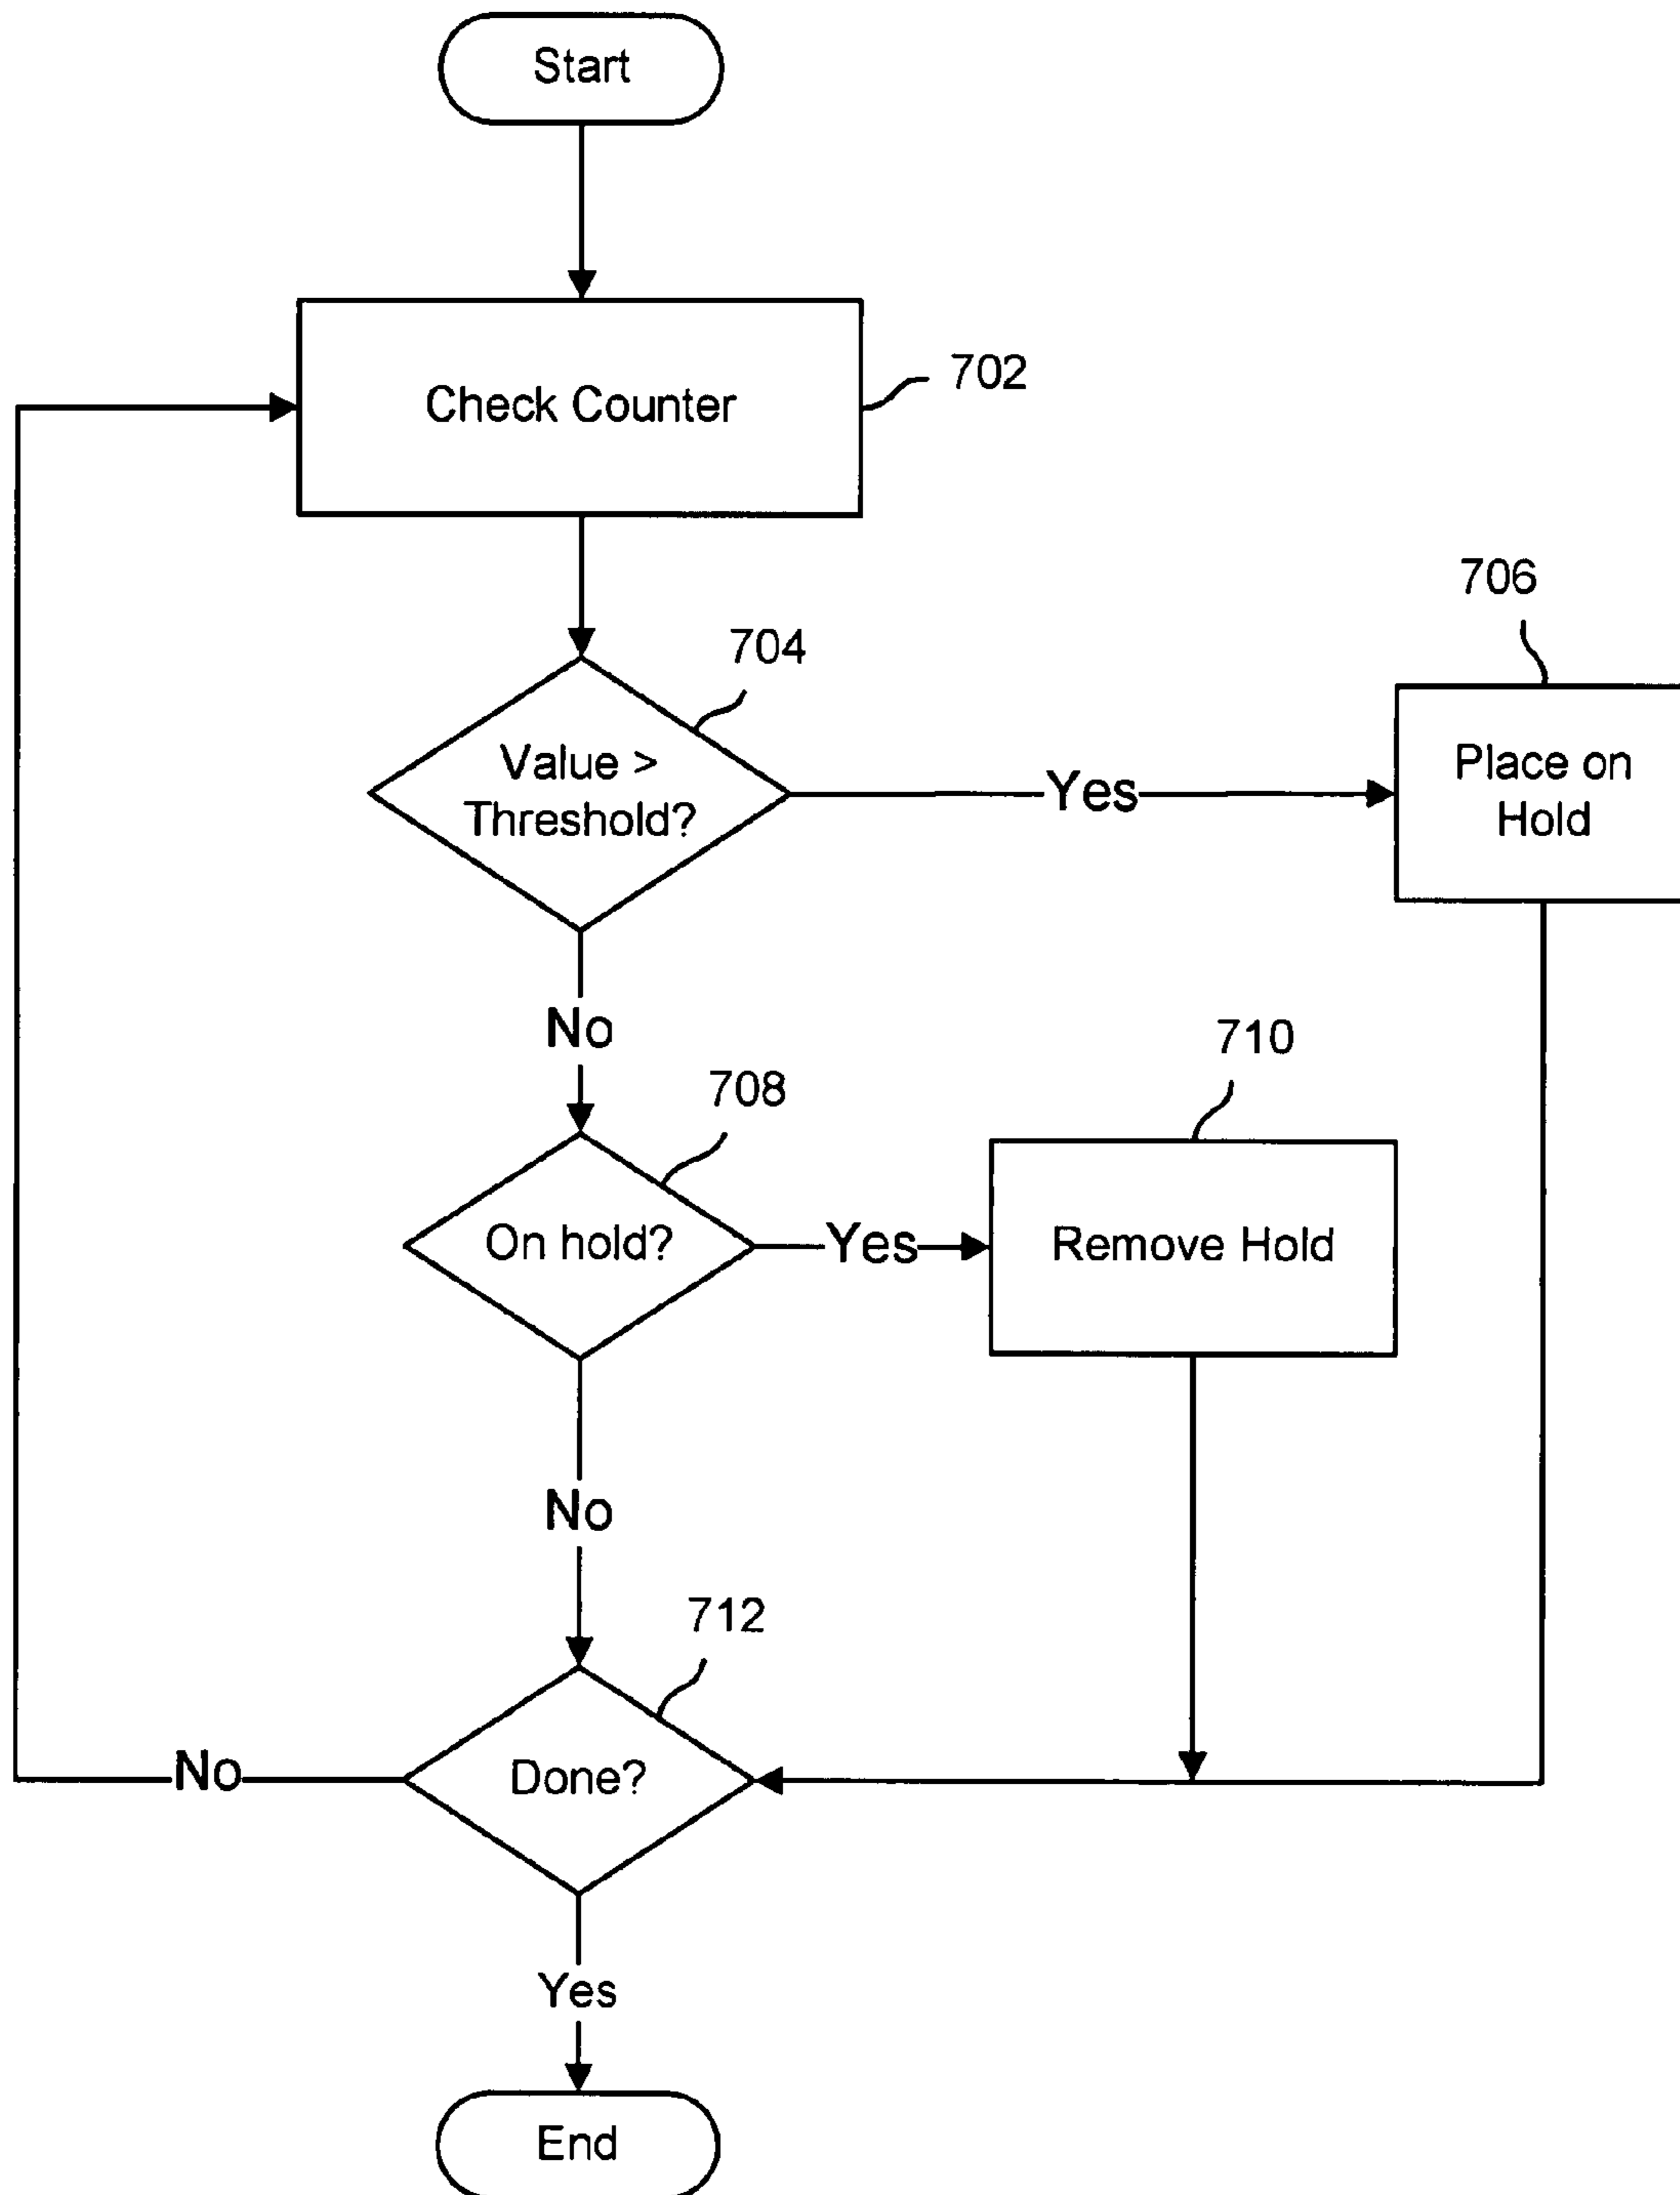 Start
Check Counter
702
704
Value >
Threshold?
Yes
706
Place on
Hold
No
708
On hold?
Yes
710
Remove Hold
No
712
Done?
No
Yes
End